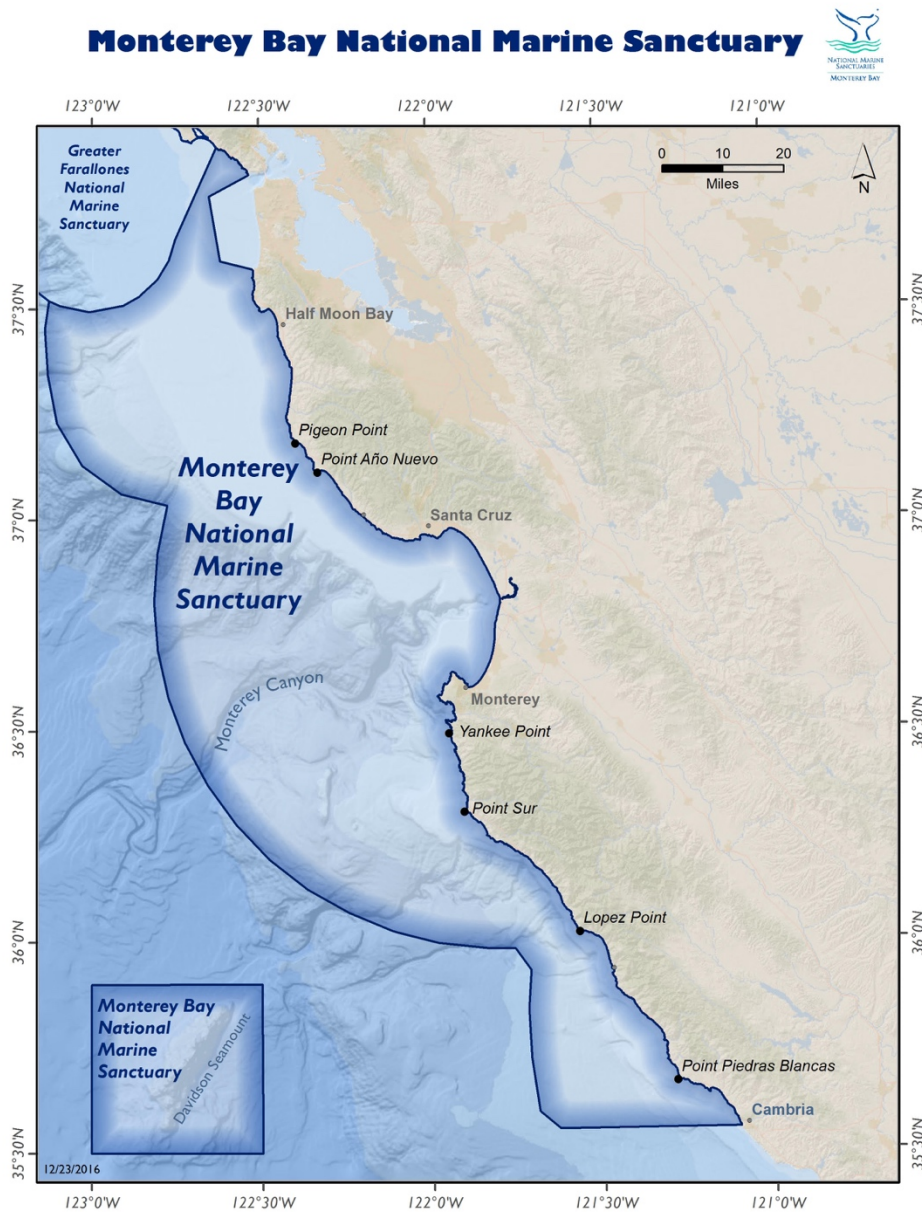 Monterey Bay National Marine Sanctuary
NATIONAL MARINE
SANCTUARIES
MONTEREY BAY
123°0'W
122°30'W
122°0'W
121°30'W
121°0'W
Greater
Farallones
National
Marine
Sanctuary
0 10 20
Miles
N
37°30'N
37°30'N
Half Moon Bay
Pigeon Point
Point Año Nuevo
Monterey
Bay
National
Marine
Sanctuary
37°0'N
37°0'N
Santa Cruz
Monterey Canyon
Monterey
36°30'N
36°30'N
Yankee Point
Point Sur
Lopez Point
36°0'N
36°0'N
Monterey Bay
National
Marine
Sanctuary
Davidson Seamount
Point Piedras Blancas
Cambria
35°30'N
35°30'N
12/23/2016
123°0'W
122°30'W
122°0'W
121°30'W
121°0'W